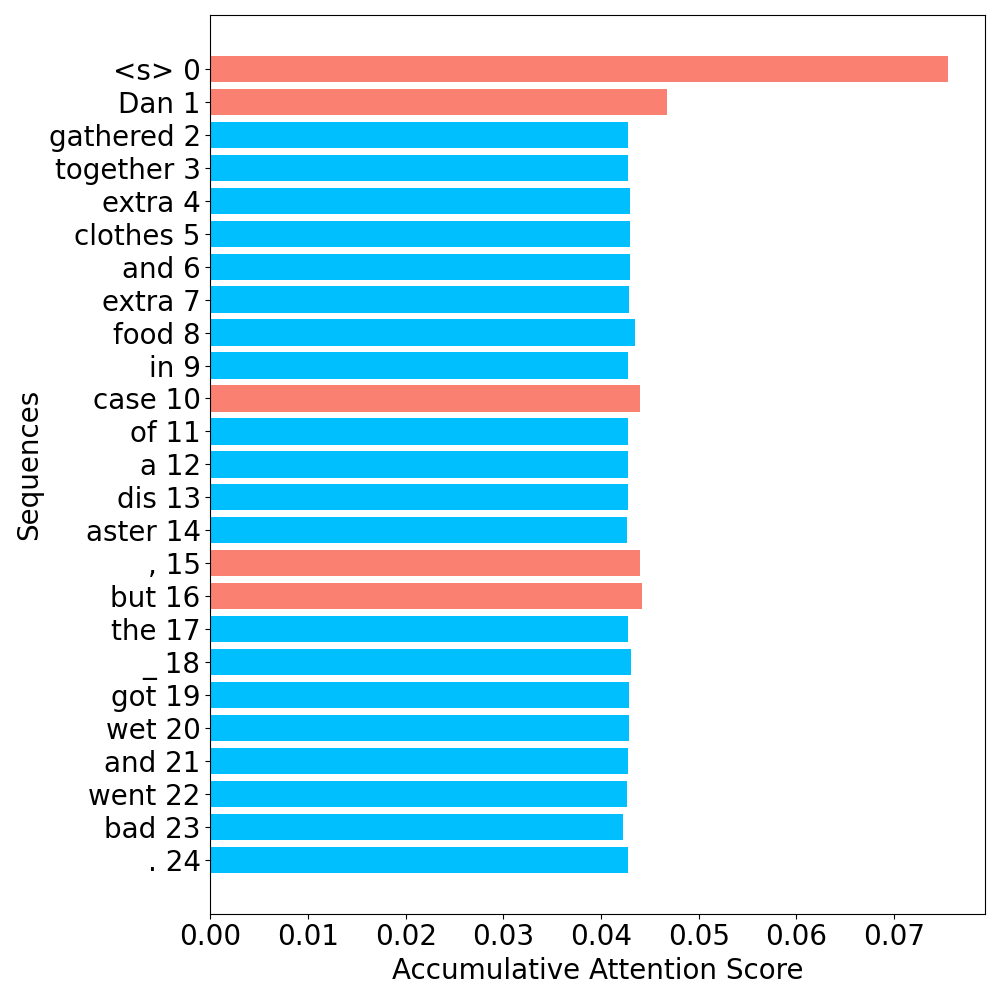 <s> 0
Dan 1
gathered 2
together 3
extra 4
clothes 5
and 6
extra 7
food 8
in 9
case 10
of 11
a 12
dis 13
aster 14
, 15
but 16
the 17
_ 18
got 19
wet 20
and 21
went 22
bad 23
. 24
Sequences
0.00 0.01 0.02 0.03 0.04 0.05 0.06 0.07
Accumulative Attention Score